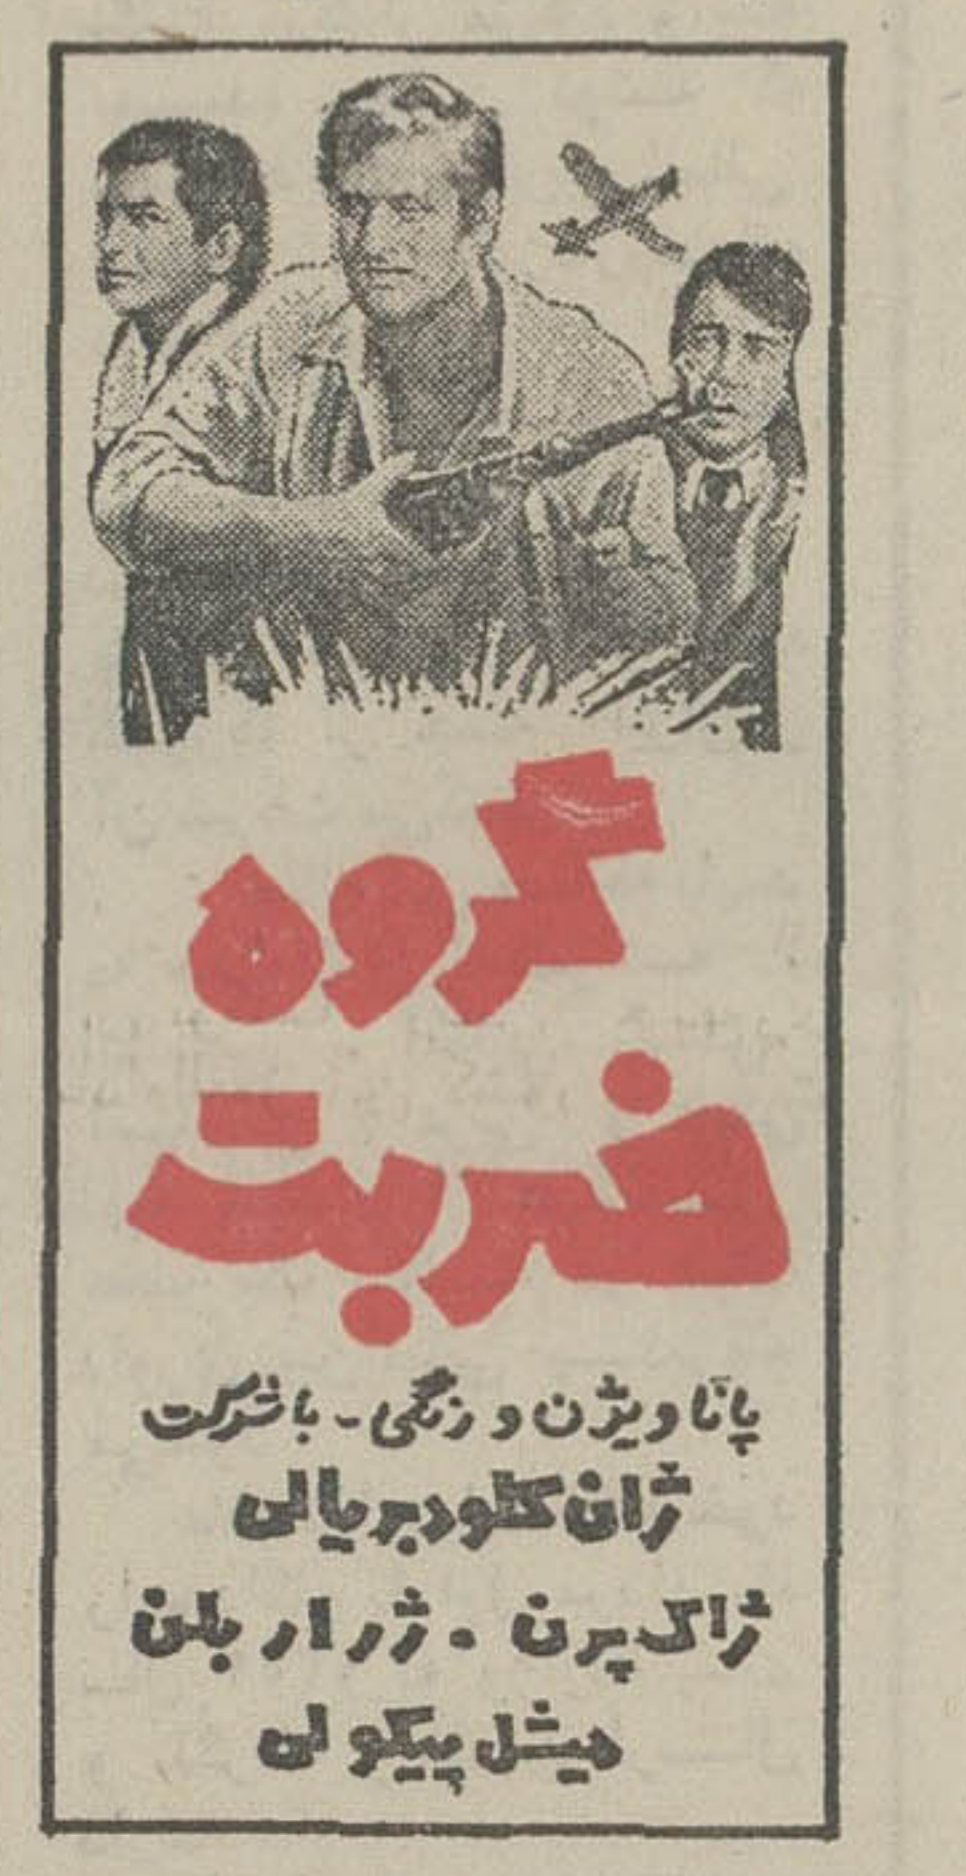 گروه
ضربت
پاناویژن و رنگی - با شرکت
ژان کلود بریالی
ژاک پرن . ژرار بلن
میشل پیکولی